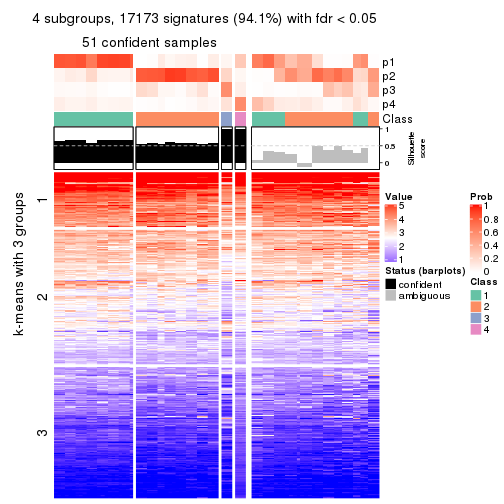 4 subgroups, 17173 signatures (94.1%) with fdr < 0.05
51 confident samples
p1
p2
p3
p4
Class
1
0.5
0
Silhouette
score
k-means with 3 groups
1
2
3
Value
5
4
3
2
1
Status (barplots)
confident
ambiguous
Prob
1
0.8
0.6
0.4
0.2
0
Class
1
2
3
4